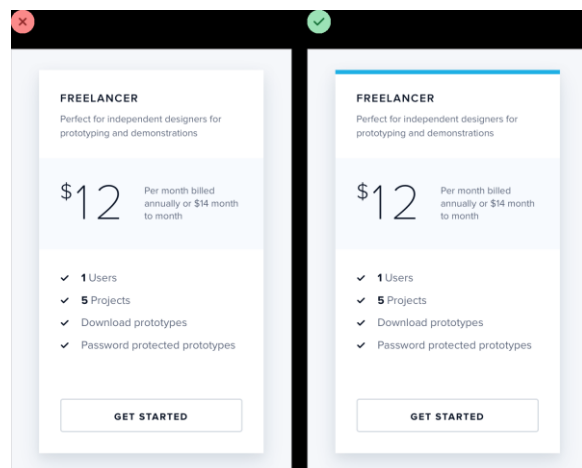 FREELANCER
Perfect for independent designers for
prototyping and demonstrations
$12
Per month billed
annually or $14 month
to month
1 Users
5 Projects
Download prototypes
Password protected prototypes
GET STARTED
FREELANCER
Perfect for independent designers for
prototyping and demonstrations
$12
Per month billed
annually or $14 month
to month
1 Users
5 Projects
Download prototypes
Password protected prototypes
GET STARTED